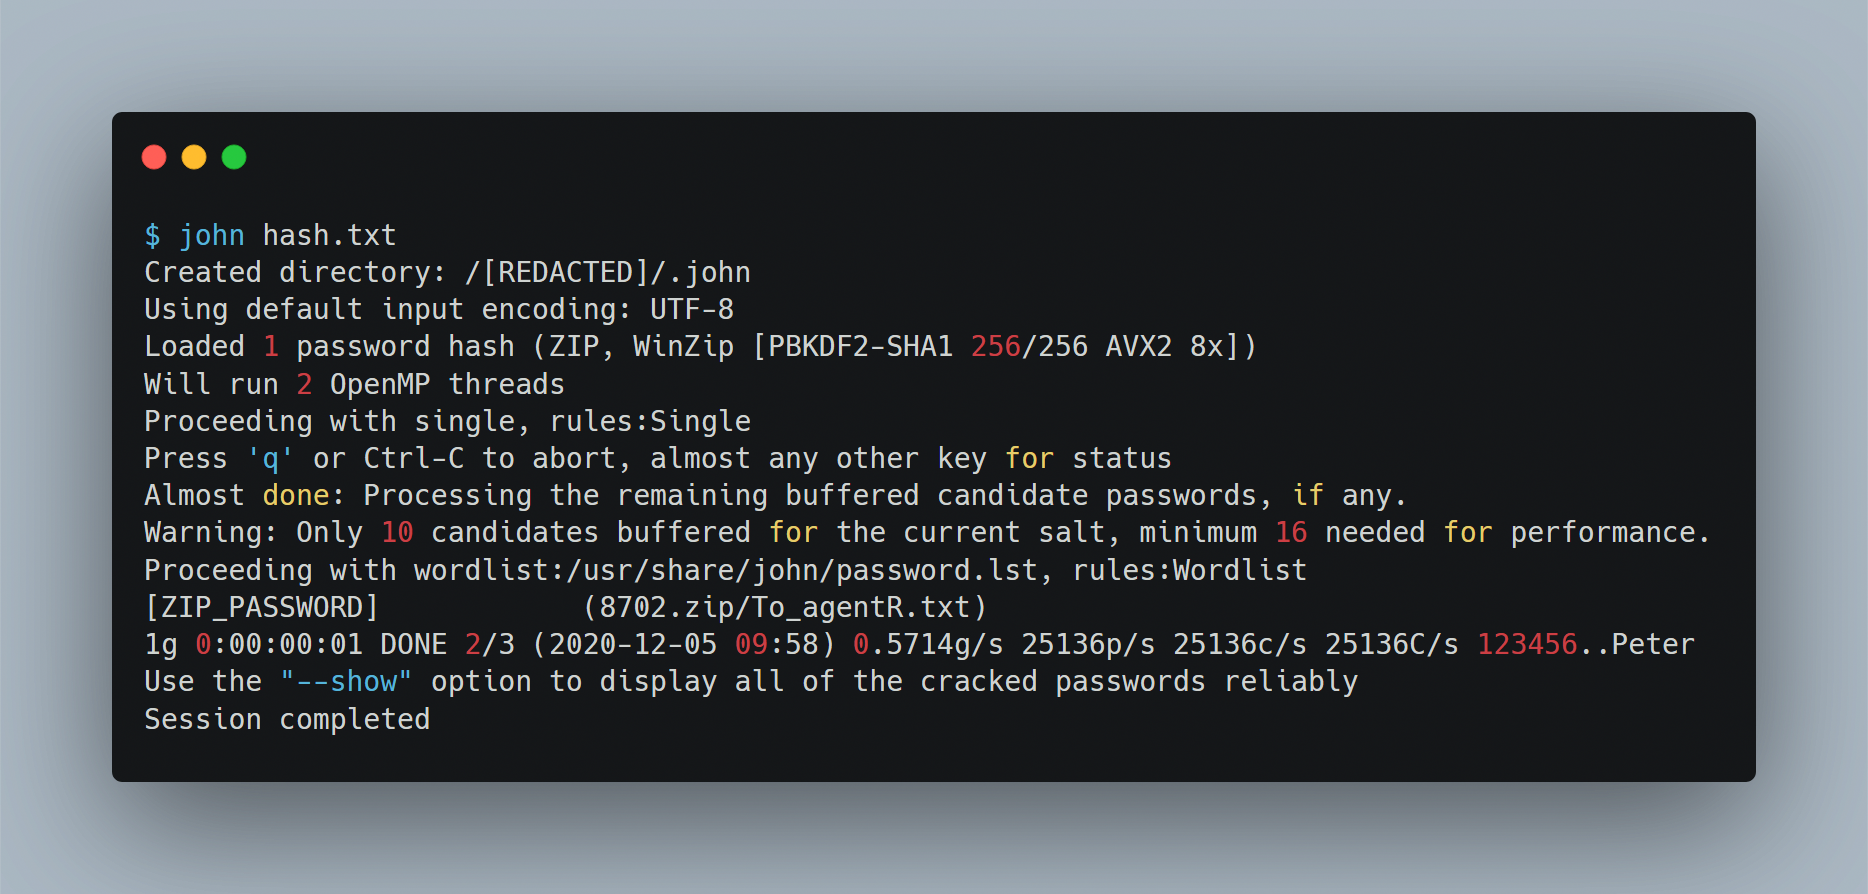 $ john hash.txt
Created directory: /[REDACTED]/.john
Using default input encoding: UTF-8
Loaded 1 password hash (ZIP, WinZip [PBKDF2-SHA1 256/256 AVX2 8x])
Will run 2 OpenMP threads
Proceeding with single, rules:Single
Press 'q' or Ctrl-C to abort, almost any other key for status
Almost done: Processing the remaining buffered candidate passwords, if any.
Warning: Only 10 candidates buffered for the current salt, minimum 16 needed for performance.
Proceeding with wordlist:/usr/share/john/password.lst, rules:Wordlist
[ZIP_PASSWORD]            (8702.zip/To_agentR.txt)
1g 0:00:00:01 DONE 2/3 (2020-12-05 09:58) 0.5714g/s 25136p/s 25136c/s 25136C/s 123456..Peter
Use the "--show" option to display all of the cracked passwords reliably
Session completed